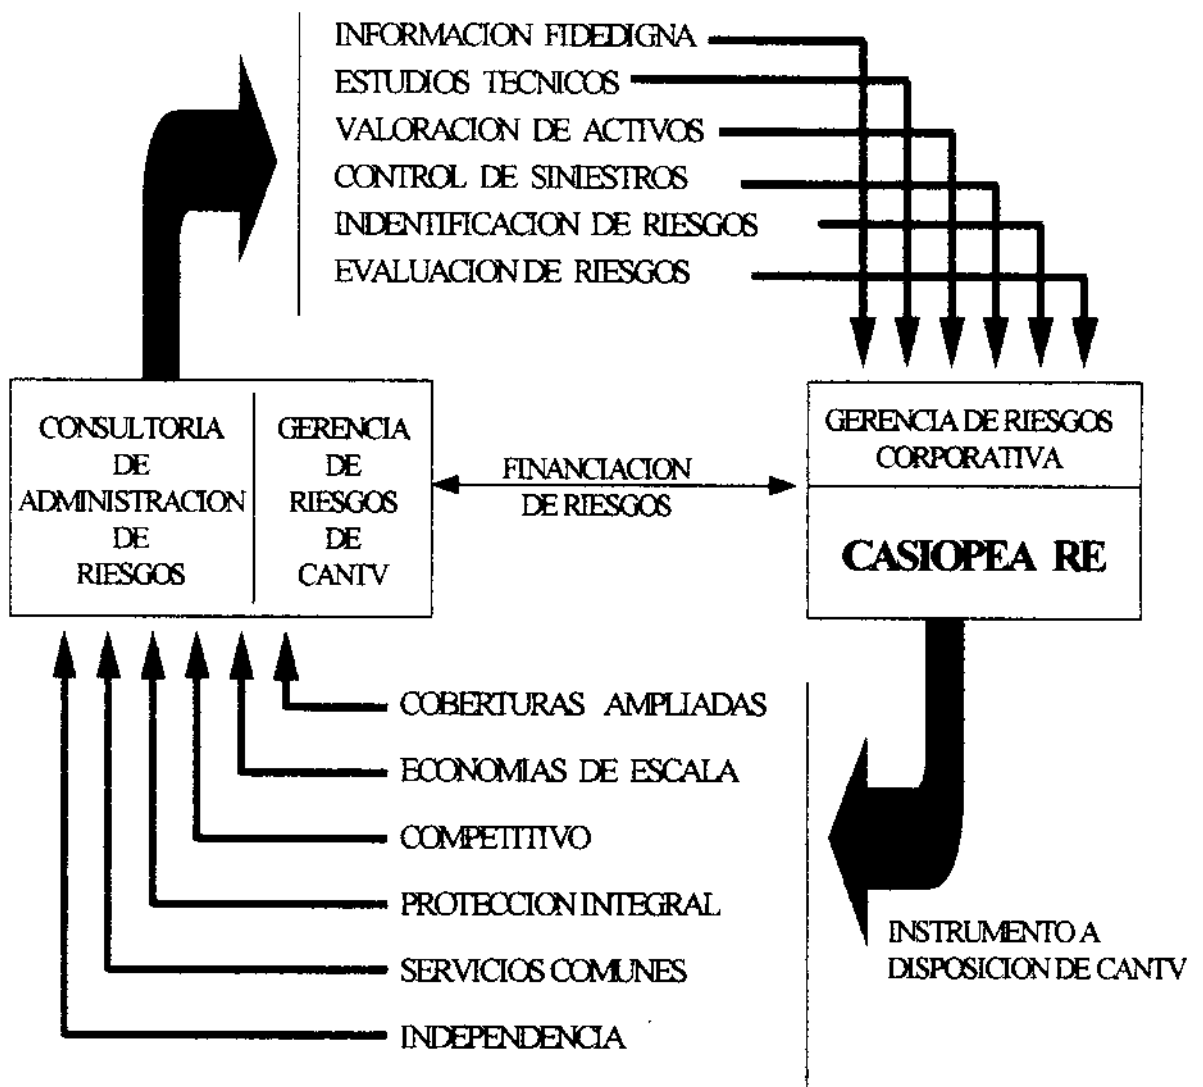 INFORMACION FIDEDIGNA
ESTUDIOS TECNICOS
VALORACION DE ACTIVOS
CONTROL DE SINIESTROS
INDENTIFICACION DE RIESGOS
EVALUACION DE RIESGOS
CONSULTORIA
DE
ADMINISTRACION
DE
RIESGOS
GERENCIA
DE
RIESGOS
DE
CANTV
FINANCIACION
DE RIESGOS
GERENCIA DE RIESGOS
CORPORATIVA
CASIOPEA RE
COBERTURAS AMPLIADAS
ECONOMIAS DE ESCALA
COMPETITIVO
PROTECCION INTEGRAL
SERVICIOS COMUNES
INDEPENDENCIA
INSTRUMENTO A
DISPOSICION DE CANTV